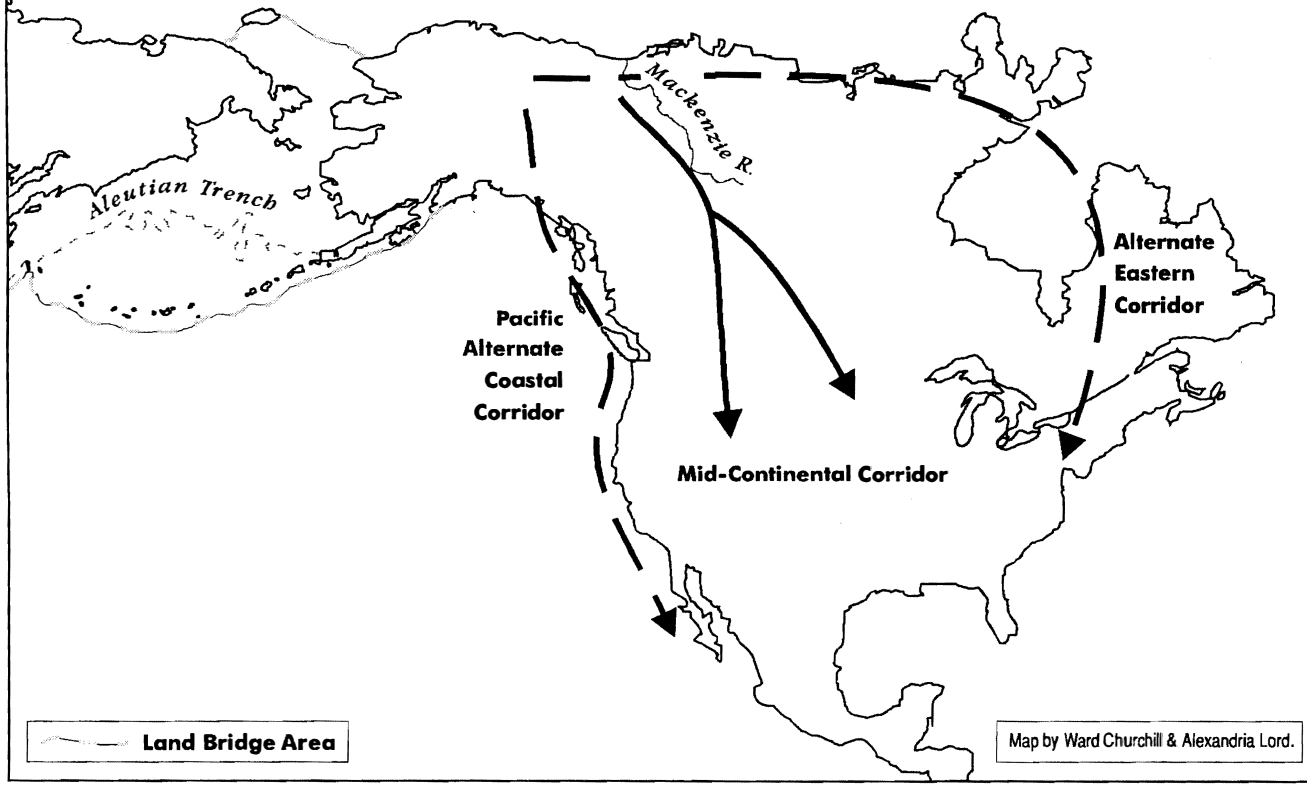 Mackenzie R.
Aleutian Trench
Alternate
Eastern
Corridor
Pacific
Alternate
Coastal
Corridor
Mid-Continental Corridor
Land Bridge Area
Map by Ward Churchill & Alexandria Lord.